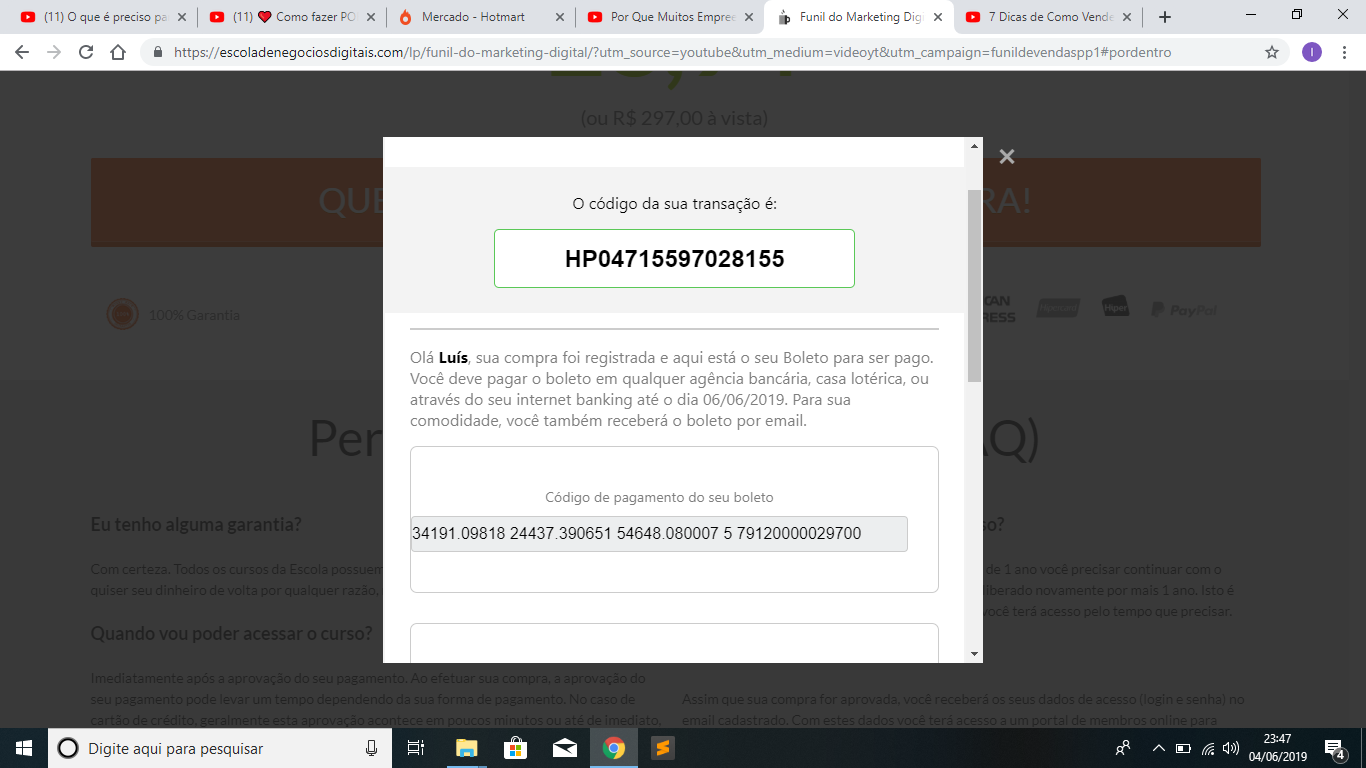 (11) O que é preciso pa
(11) ❤ Como fazer PO
Mercado - Hotmart
Por Que Muitos Empree
Funil do Marketing Dig
7 Dicas de Como Vende
https://escoladenegociosdigitais.com/lp/funil-do-marketing-digital/?utm_source=youtube&utm_medium=videoyt&utm_campaign=funildevendaspp1#pordentro
I
(ou R$ 297,00 à vista)
QUE
RA!
O código da sua transação é:
HP04715597028155
100% Garantia
CAN
RESS
Hipercard
Hiper
PayPal
Olá Luís, sua compra foi registrada e aqui está o seu Boleto para ser pago.
Você deve pagar o boleto em qualquer agência bancária, casa lotérica, ou
através do seu internet banking até o dia 06/06/2019. Para sua
comodidade, você também receberá o boleto por email.
Per
AQ)
Código de pagamento do seu boleto
34191.09818 24437.390651 54648.080007 5 79120000029700
Eu tenho alguma garantia?
so?
Com certeza. Todos os cursos da Escola possuem
quiser seu dinheiro de volta por qualquer razão,
de 1 ano você precisar continuar com o
liberado novamente por mais 1 ano. Isto é
você terá acesso pelo tempo que precisar.
Quando vou poder acessar o curso?
Imediatamente após a aprovação do seu pagamento. Ao efetuar sua compra, a aprovação do
seu pagamento pode levar um tempo dependendo da sua forma de pagamento. No caso de
cartão de crédito, geralmente esta aprovação acontece em poucos minutos ou até de imediato.
Assim que sua compra for aprovada, você receberá os seus dados de acesso (login e senha) no
email cadastrado. Com estes dados você terá acesso a um portal de membros online para
Digite aqui para pesquisar
23:47
04/06/2019
4